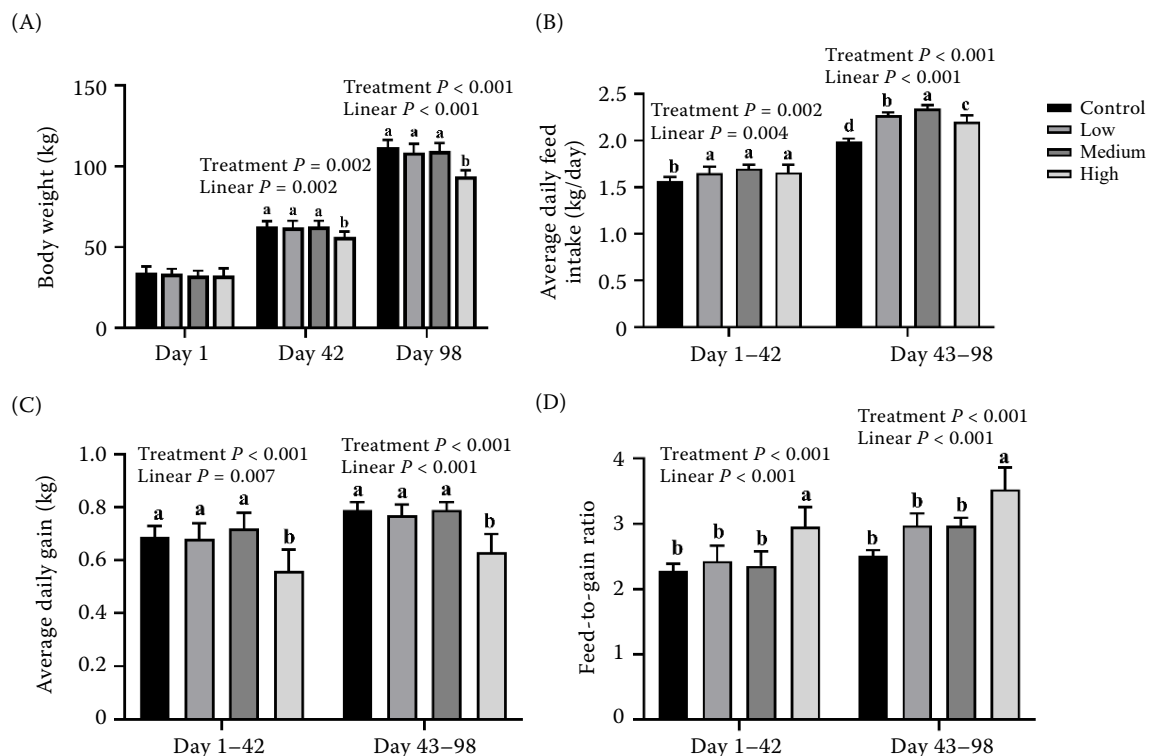 (A)
Treatment P < 0.001
Linear P < 0.001
Treatment P = 0.002
Linear P = 0.002
Body weight (kg)
150
100
50
0
a a a b
a a a b
Day 1
Day 42
Day 98
(B)
Treatment P < 0.001
Linear P < 0.001
Treatment P = 0.002
Linear P = 0.004
Average daily feed
intake (kg/day)
2.5
2.0
1.5
1.0
0.5
0
b a a a
d b a c
Day 1–42
Day 43–98
Control
Low
Medium
High
(C)
Treatment P < 0.001
Linear P = 0.007
Treatment P < 0.001
Linear P < 0.001
Average daily gain (kg)
1.0
0.8
0.6
0.4
0.2
0
a a a b
a a a b
Day 1–42
Day 43–98
(D)
Treatment P < 0.001
Linear P < 0.001
Treatment P < 0.001
Linear P < 0.001
Feed-to-gain ratio
4
3
2
1
0
b b b a
b b b a
Day 1–42
Day 43–98